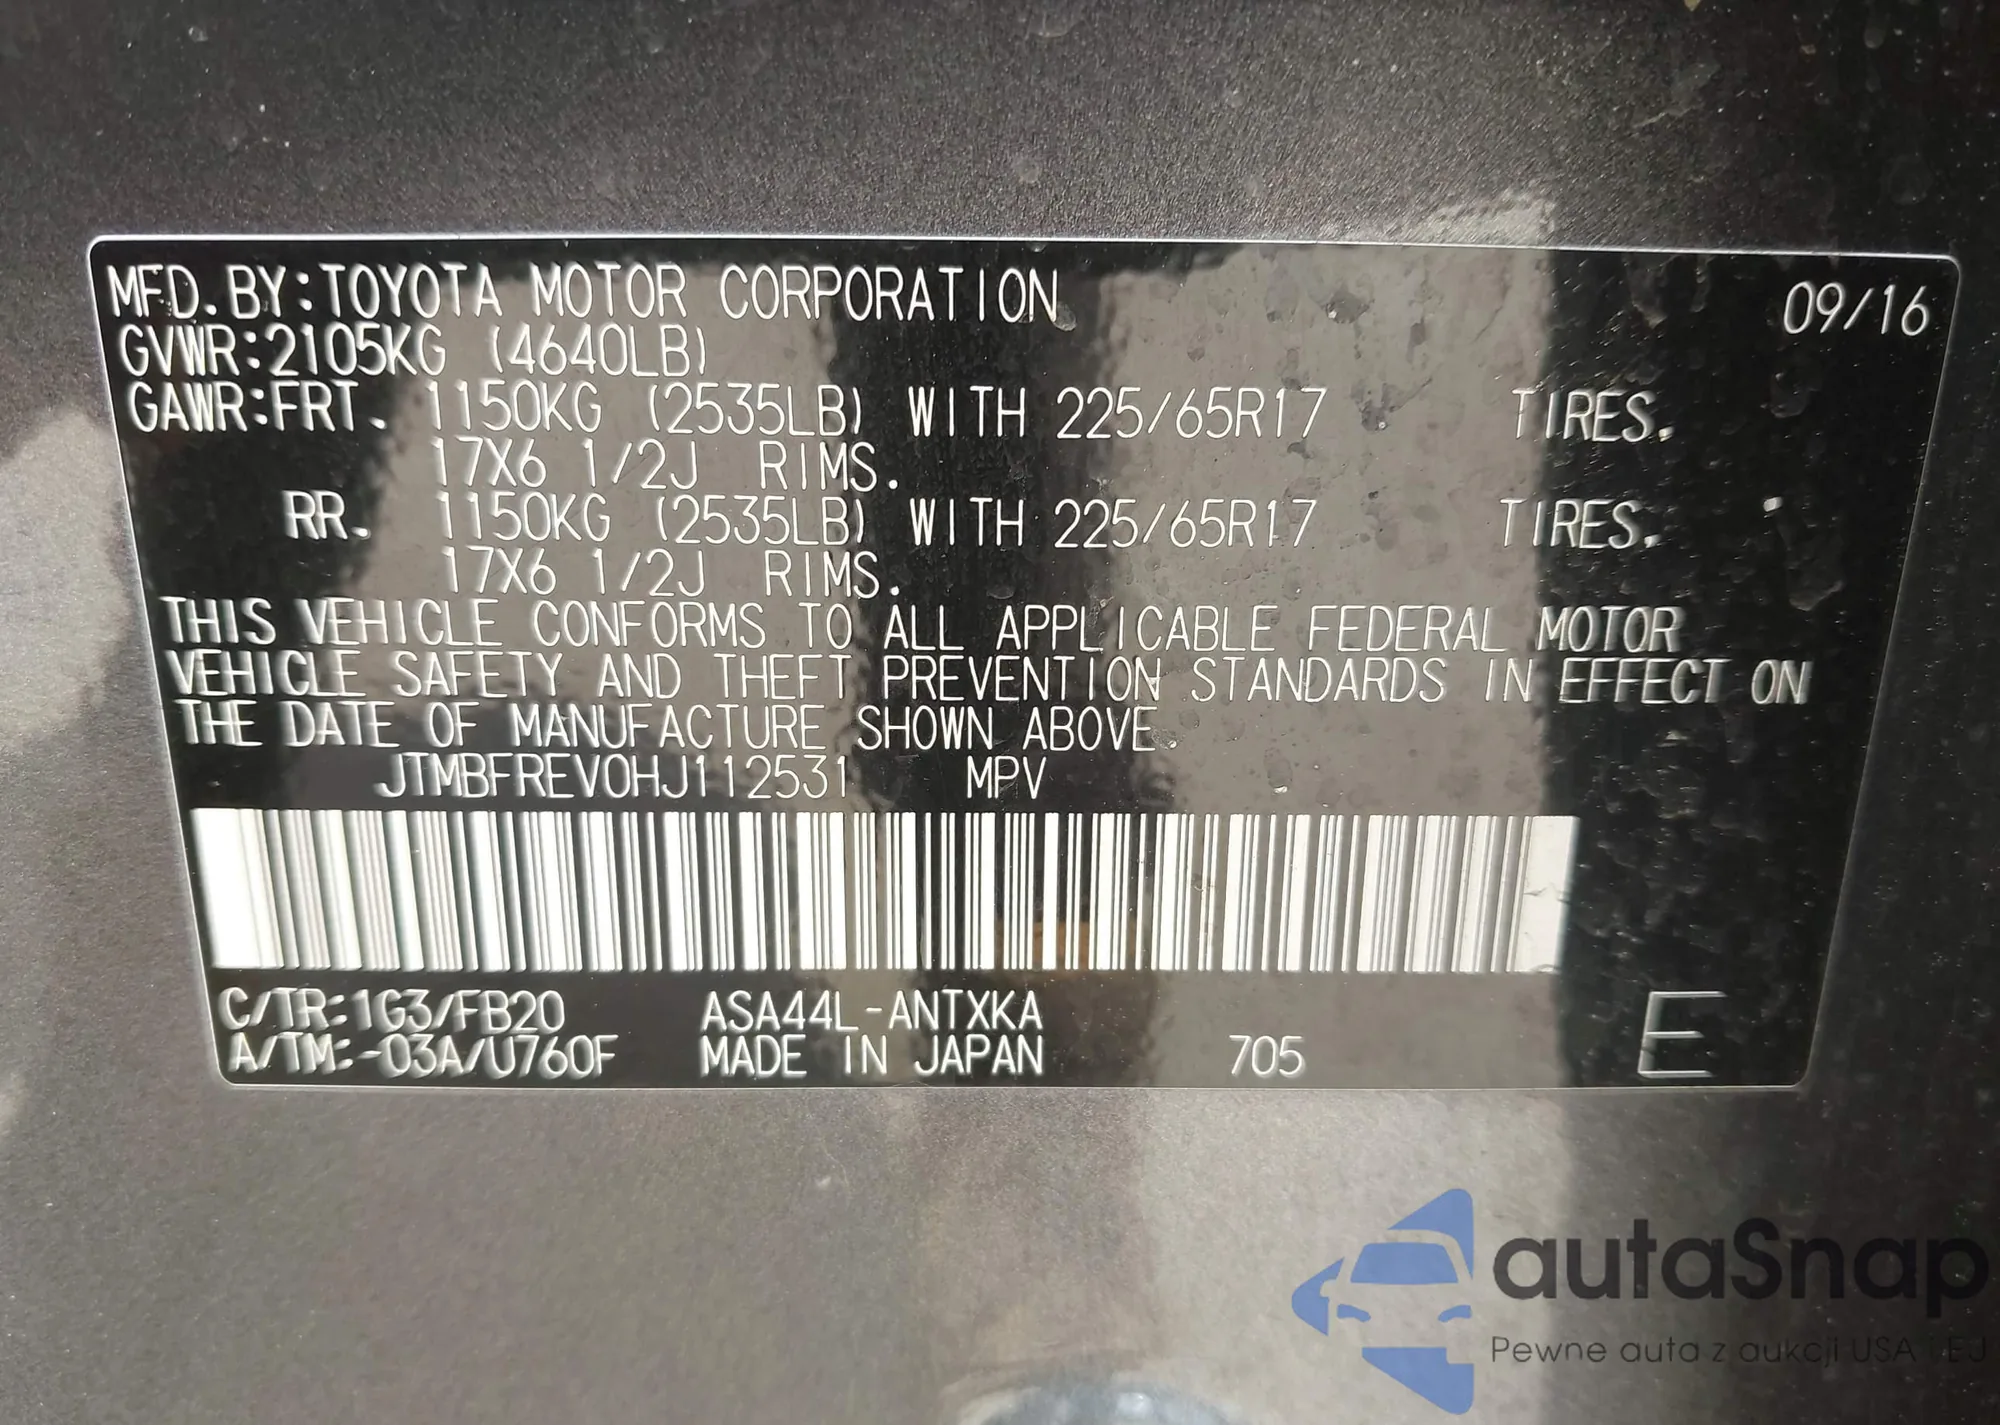 MFD.BY:TOYOTA MOTOR CORPORATION 09/16
GVWR:2105KG (4640LB)
GAWR:FRT. 1150KG (2535LB) WITH 225/65R17 TIRES.
17X6 1/2J RIMS.
RR. 1150KG (2535LB) WITH 225/65R17 TIRES.
17X6 1/2J RIMS.
THIS VEHICLE CONFORMS TO ALL APPLICABLE FEDERAL MOTOR
VEHICLE SAFETY AND THEFT PREVENTION STANDARDS IN EFFECT ON
THE DATE OF MANUFACTURE SHOWN ABOVE.
JTMBFREV0HJ112531 MPV
C/TR:1G3/FB20 ASA44L-ANTXKA
A/TM:-03A/U760F MADE IN JAPAN 705 E
autaSnap
Pewne auta z aukcji USA i EU